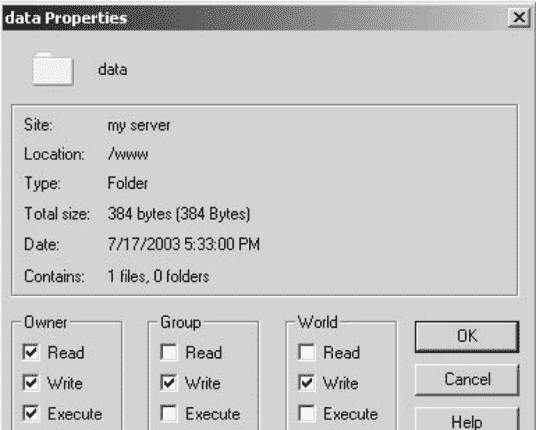 data Properties
data
Site: my server
Location: /www
Type: Folder
Total size: 384 bytes (384 Bytes)
Date: 7/17/2003 5:33:00 PM
Contains: 1 files, 0 folders
Owner Group World
Read Read Read OK
Write Write Write Cancel
Execute Execute Execute Help